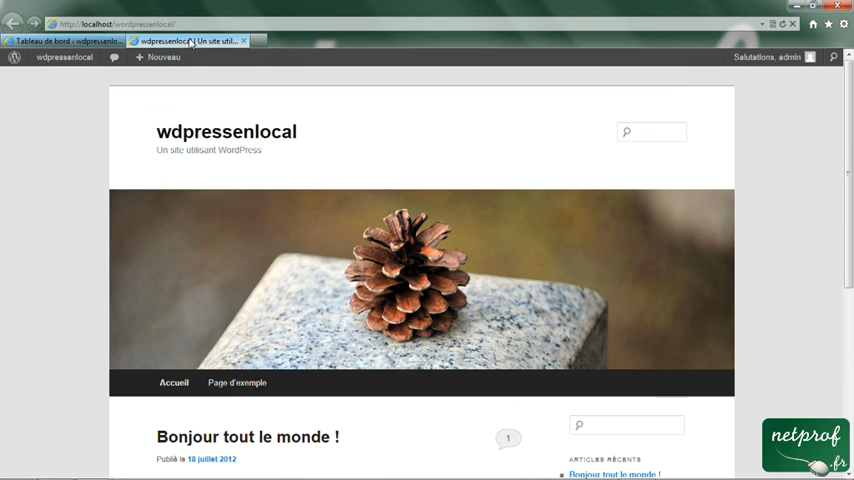 http://localhost/wordpressenlocal/
Tableau de bord ‹ wdpressenlo...
wdpressenlocal | Un site util...
wdpressenlocal
Nouveau
Salutations, admin
wdpressenlocal
Un site utilisant WordPress
Accueil
Page d'exemple
Bonjour tout le monde !
1
Publié le 18 juillet 2012
ARTICLES RÉCENTS
Bonjour tout le monde !
netprof
.fr